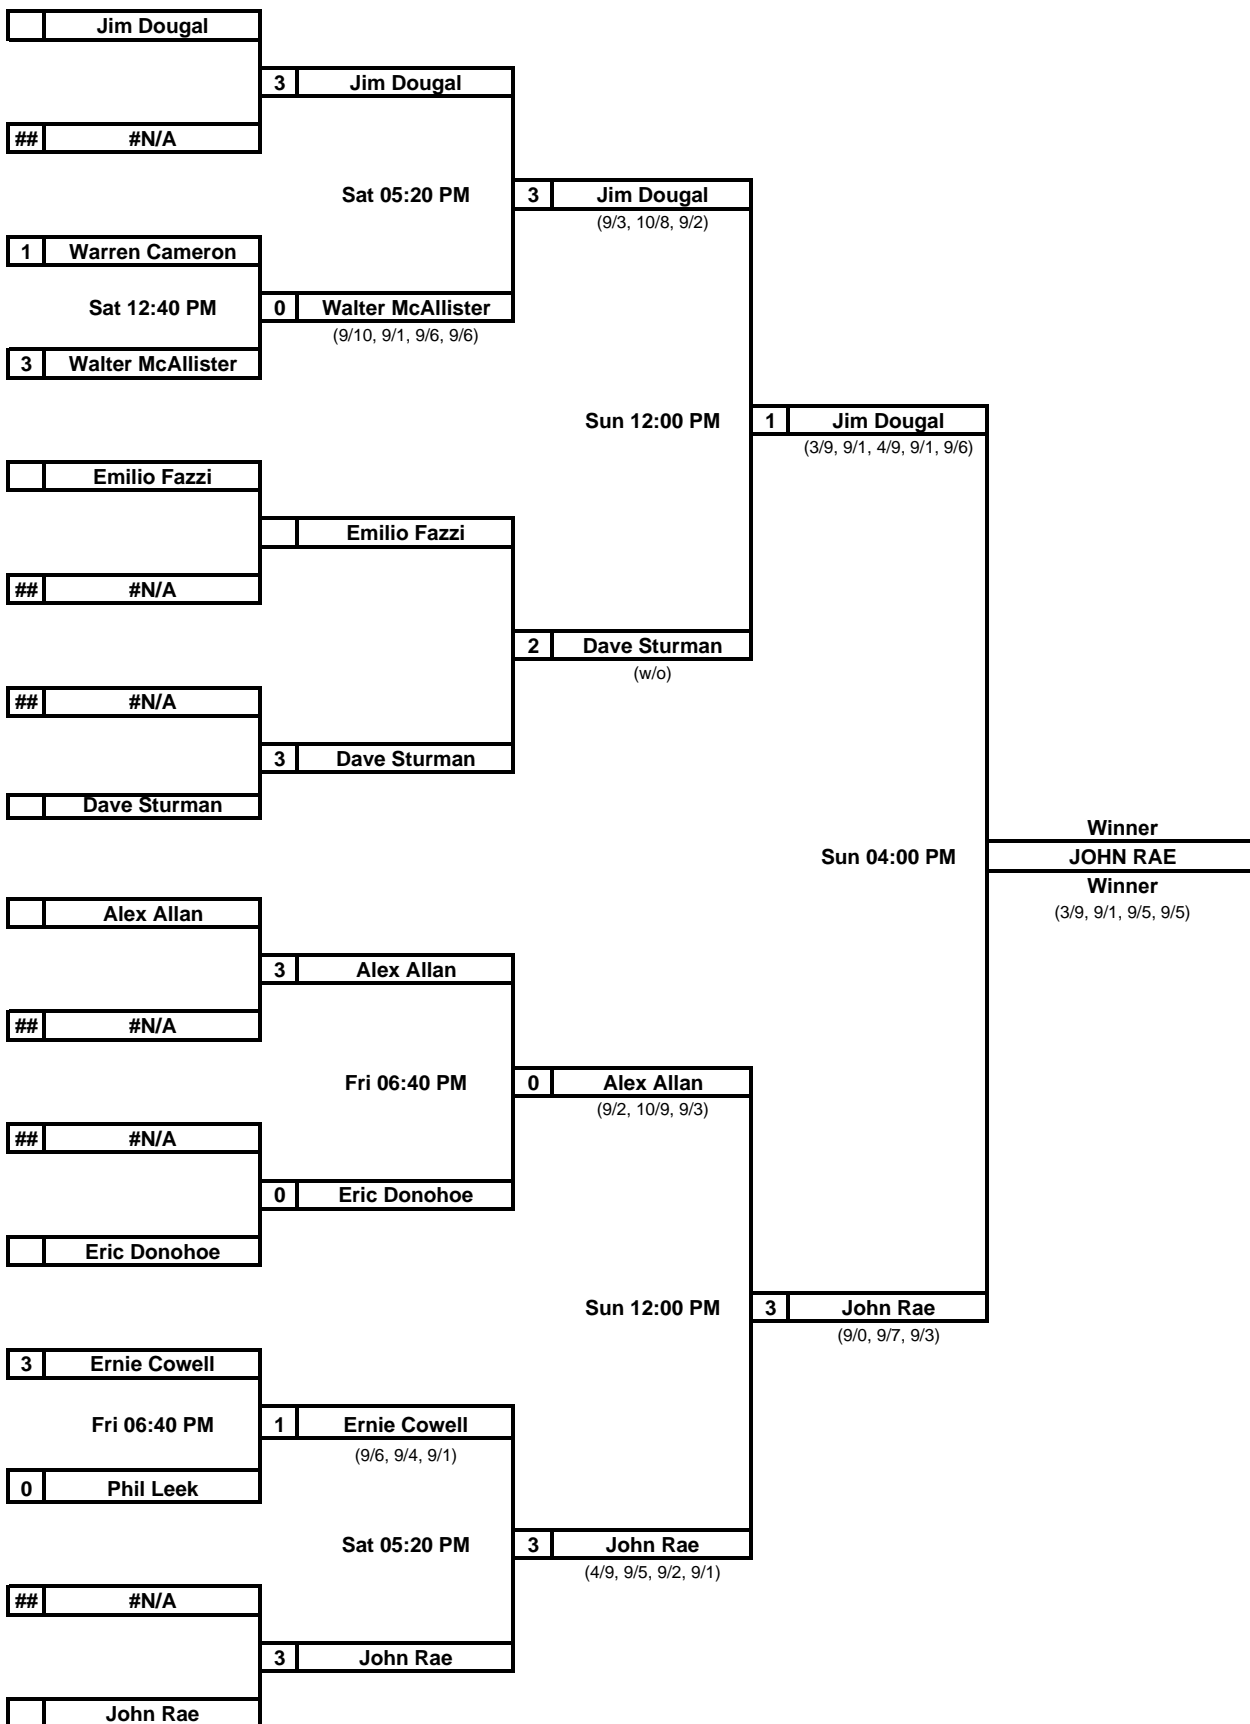 Jim Dougal
3 Jim Dougal
## #N/A
Sat 05:20 PM 3 Jim Dougal
(9/3, 10/8, 9/2)
1 Warren Cameron
Sat 12:40 PM 0 Walter McAllister
(9/10, 9/1, 9/6, 9/6)
3 Walter McAllister
Sun 12:00 PM 1 Jim Dougal
(3/9, 9/1, 4/9, 9/1, 9/6)
Emilio Fazzi
Emilio Fazzi
## #N/A
2 Dave Sturman
(w/o)
## #N/A
3 Dave Sturman
Dave Sturman
Winner
Sun 04:00 PM JOHN RAE
Winner
Alex Allan (3/9, 9/1, 9/5, 9/5)
3 Alex Allan
## #N/A
Fri 06:40 PM 0 Alex Allan
(9/2, 10/9, 9/3)
## #N/A
0 Eric Donohoe
Eric Donohoe
Sun 12:00 PM 3 John Rae
(9/0, 9/7, 9/3)
3 Ernie Cowell
Fri 06:40 PM 1 Ernie Cowell
(9/6, 9/4, 9/1)
0 Phil Leek
Sat 05:20 PM 3 John Rae
(4/9, 9/5, 9/2, 9/1)
## #N/A
3 John Rae
John Rae